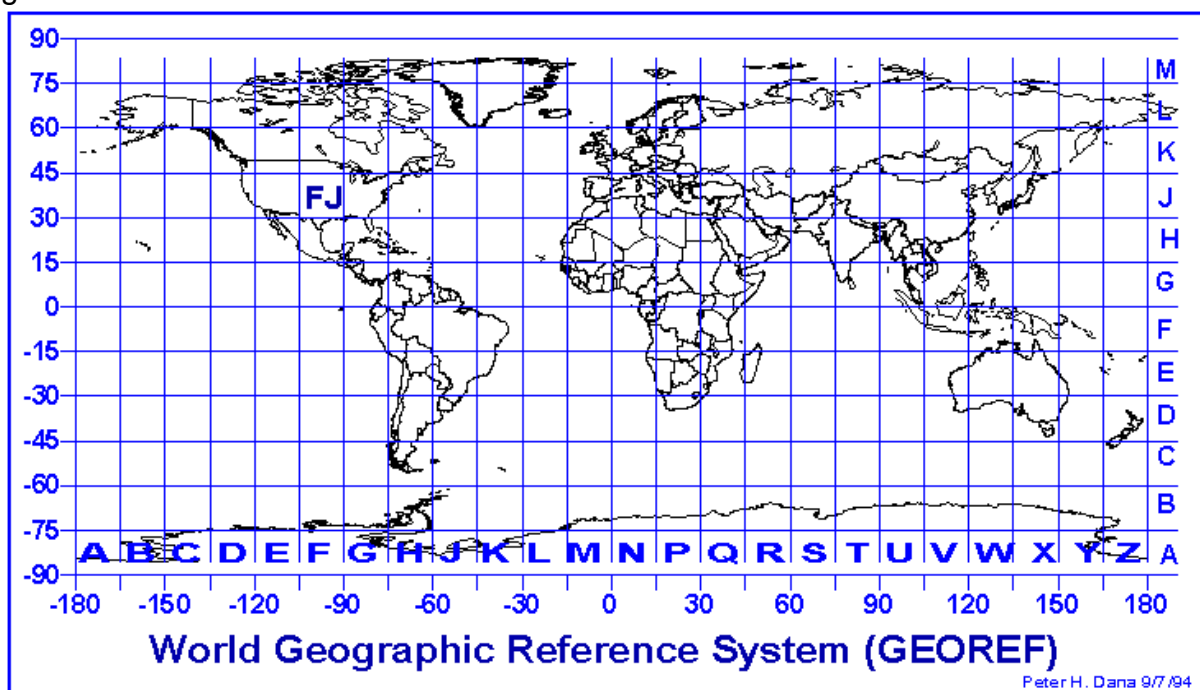 90
M
75
L
60
K
45
FJ
J
30
H
15
G
0
F
-15
E
-30
D
-45
C
-60
B
-75
A B C D E F G H J K L M N P Q R S T U V W X Y Z
A
-90
-180 -150 -120 -90 -60 -30 0 30 60 90 120 150 180
World Geographic Reference System (GEOREF)
Peter H. Dana 9/7/94